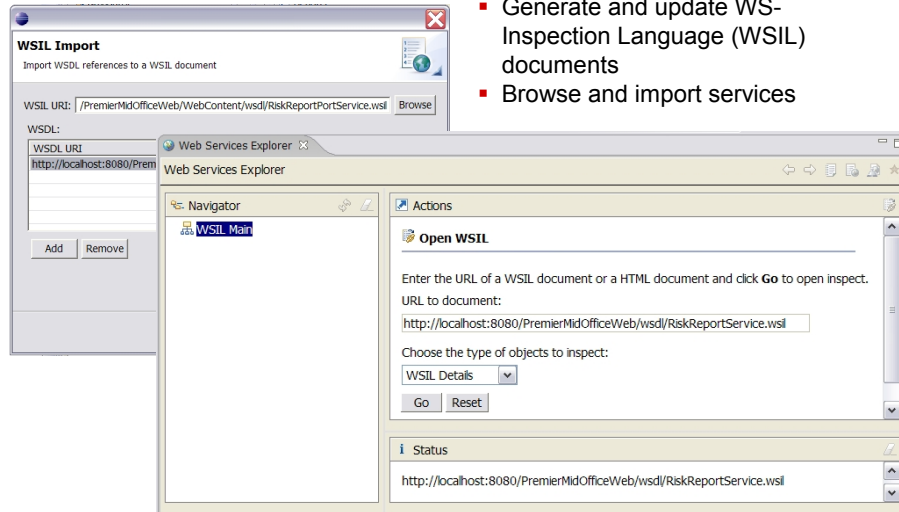 Generate and update WS-
Inspection Language (WSIL)
documents
Browse and import services
WSIL Import
Import WSDL references to a WSIL document
WSIL URI: /PremierMidOfficeWeb/WebContent/wsdl/RiskReportPortService.wsil Browse
WSDL:
WSDL URI
http://localhost:8080/Prem
Add Remove
Web Services Explorer
Web Services Explorer
Navigator
WSIL Main
Actions
Open WSIL
Enter the URL of a WSIL document or a HTML document and click Go to open inspect.
URL to document:
http://localhost:8080/PremierMidOfficeWeb/wsdl/RiskReportService.wsil
Choose the type of objects to inspect:
WSIL Details
Go Reset
i Status
http://localhost:8080/PremierMidOfficeWeb/wsdl/RiskReportService.wsil